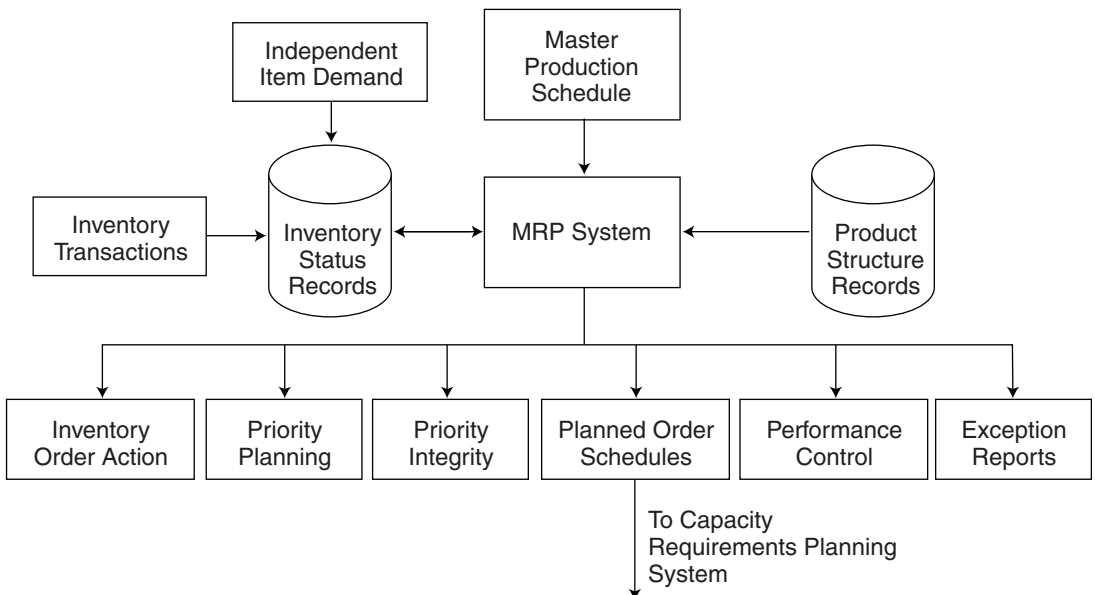 Independent
Item Demand
Master
Production
Schedule
Inventory
Transactions
Inventory
Status
Records
MRP System
Product
Structure
Records
Inventory
Order Action
Priority
Planning
Priority
Integrity
Planned Order
Schedules
Performance
Control
Exception
Reports
To Capacity
Requirements Planning
System